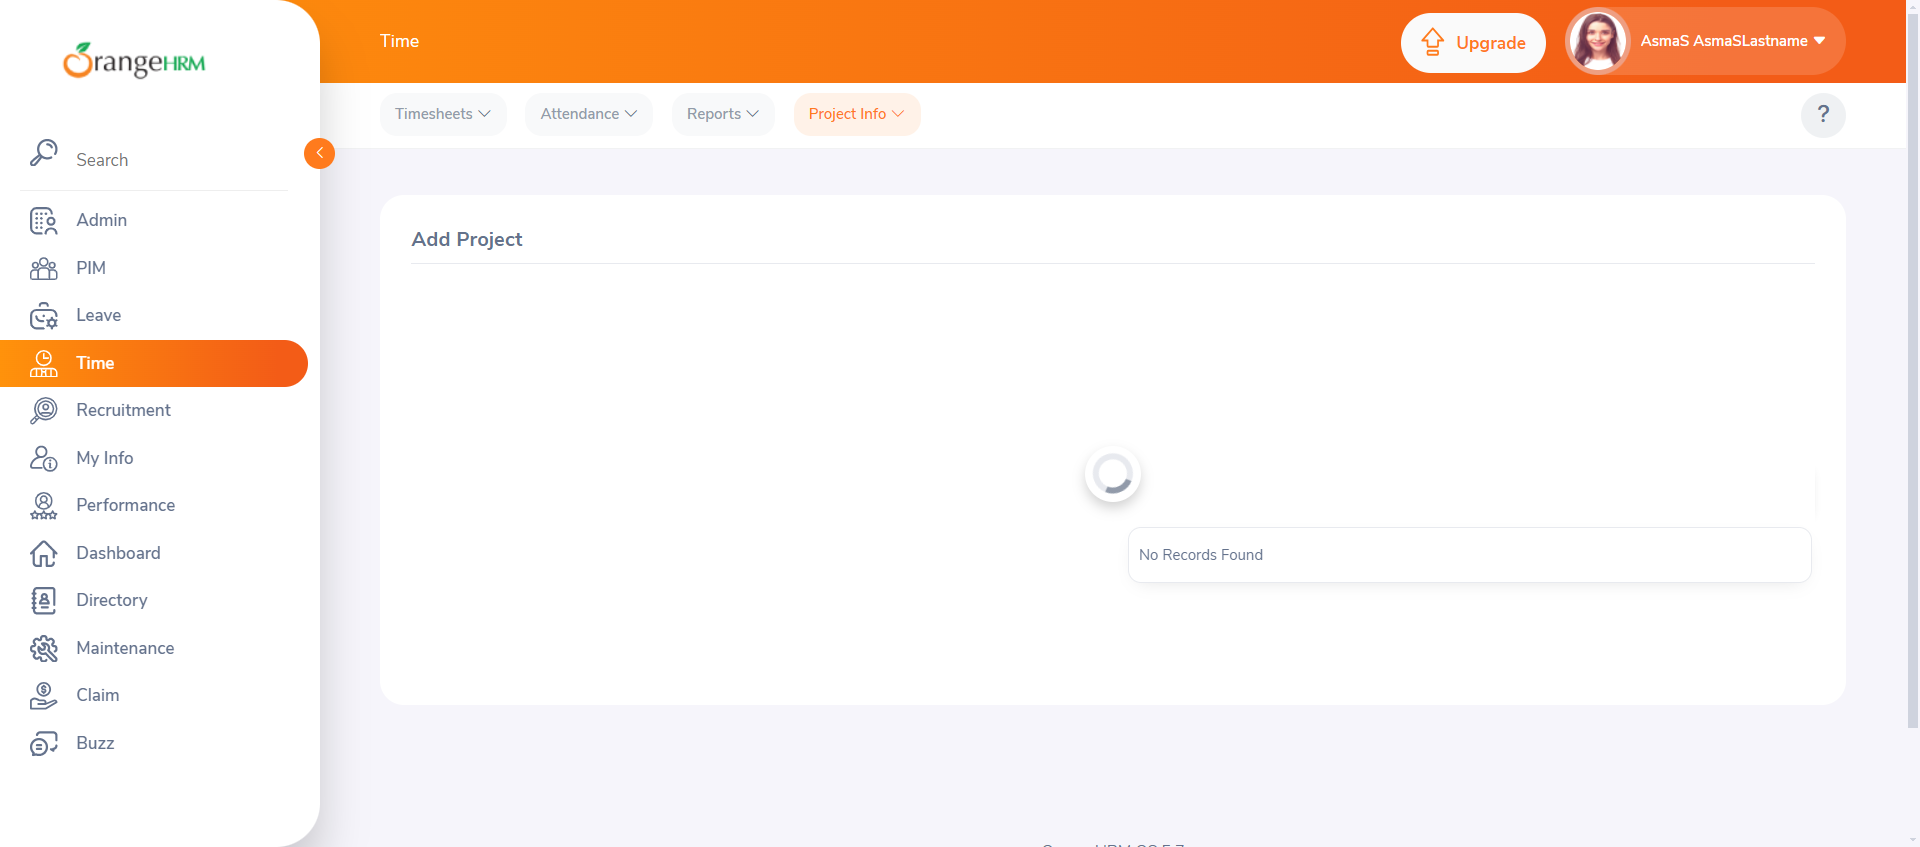 OrangeHRM
Time
Upgrade
AsmaS AsmaSLastname
Timesheets
Attendance
Reports
Project Info
?
Search
Admin
PIM
Leave
Time
Recruitment
My Info
Performance
Dashboard
Directory
Maintenance
Claim
Buzz
Add Project
No Records Found